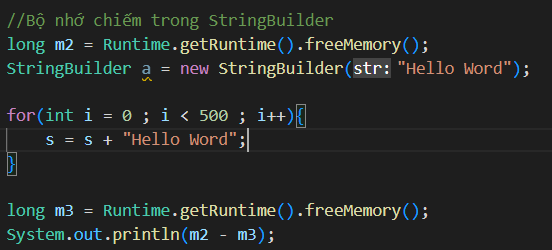 //Bộ nhớ chiếm trong StringBuilder
long m2 = Runtime.getRuntime().freeMemory();
StringBuilder a = new StringBuilder(str:"Hello Word");
for(int i = 0 ; i < 500 ; i++){
s = s + "Hello Word";
}
long m3 = Runtime.getRuntime().freeMemory();
System.out.println(m2 - m3);